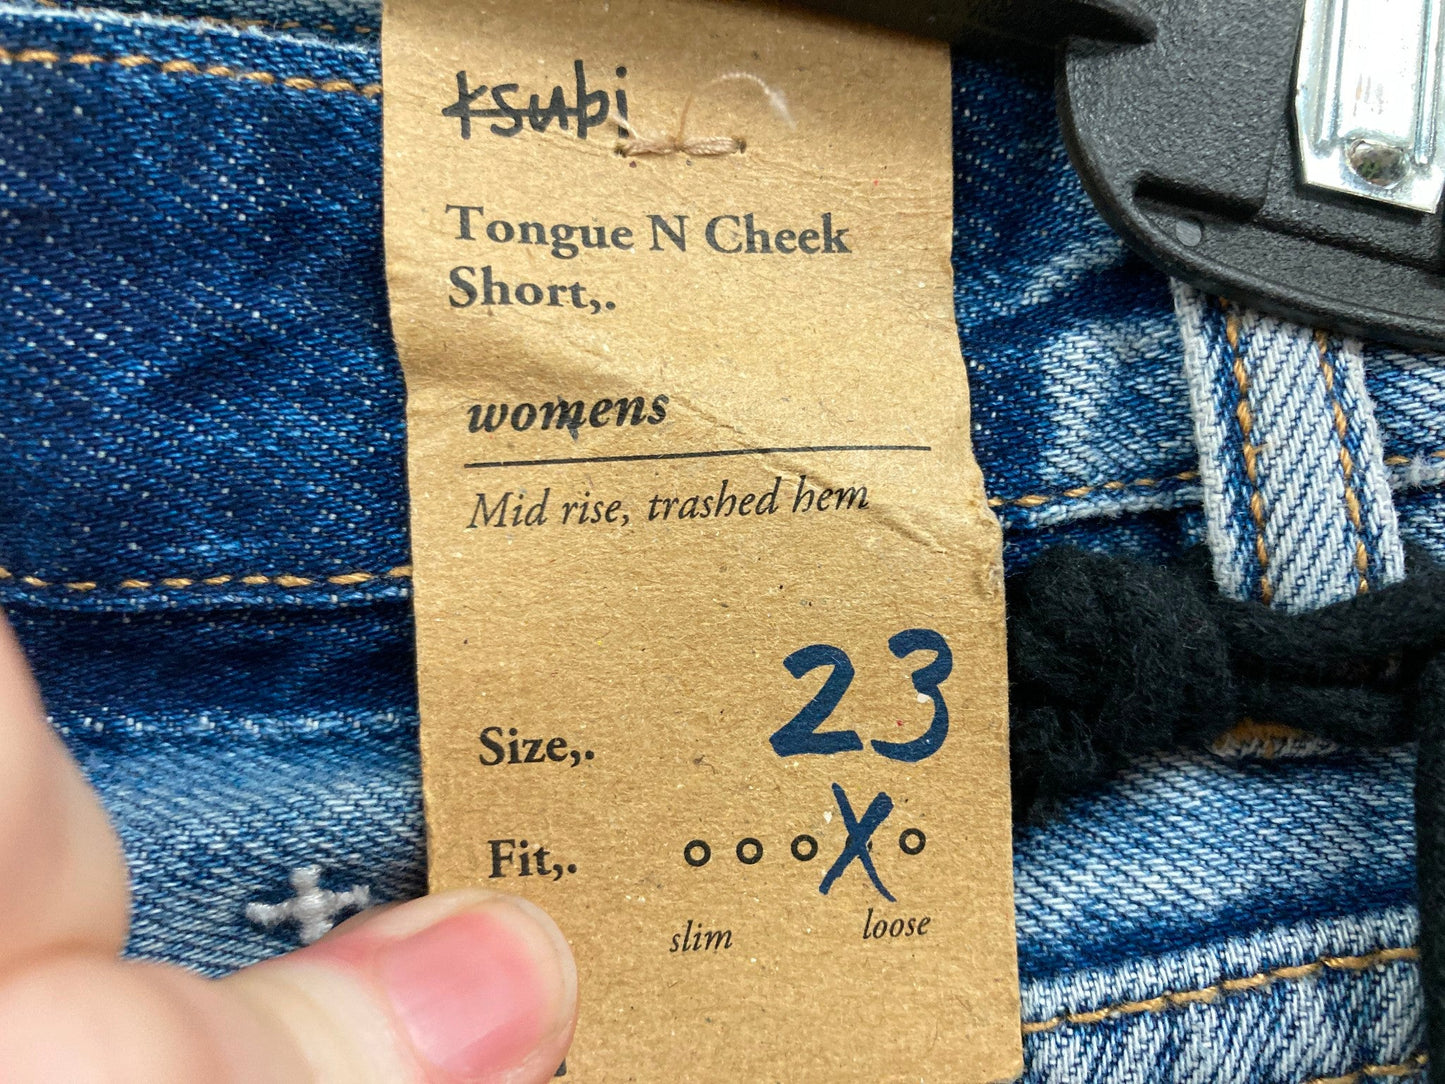 ksubi
Tongue N Cheek
Short,.
womens
Mid rise, trashed hem
23
Size,.
Fit,. o o o X o
slim loose